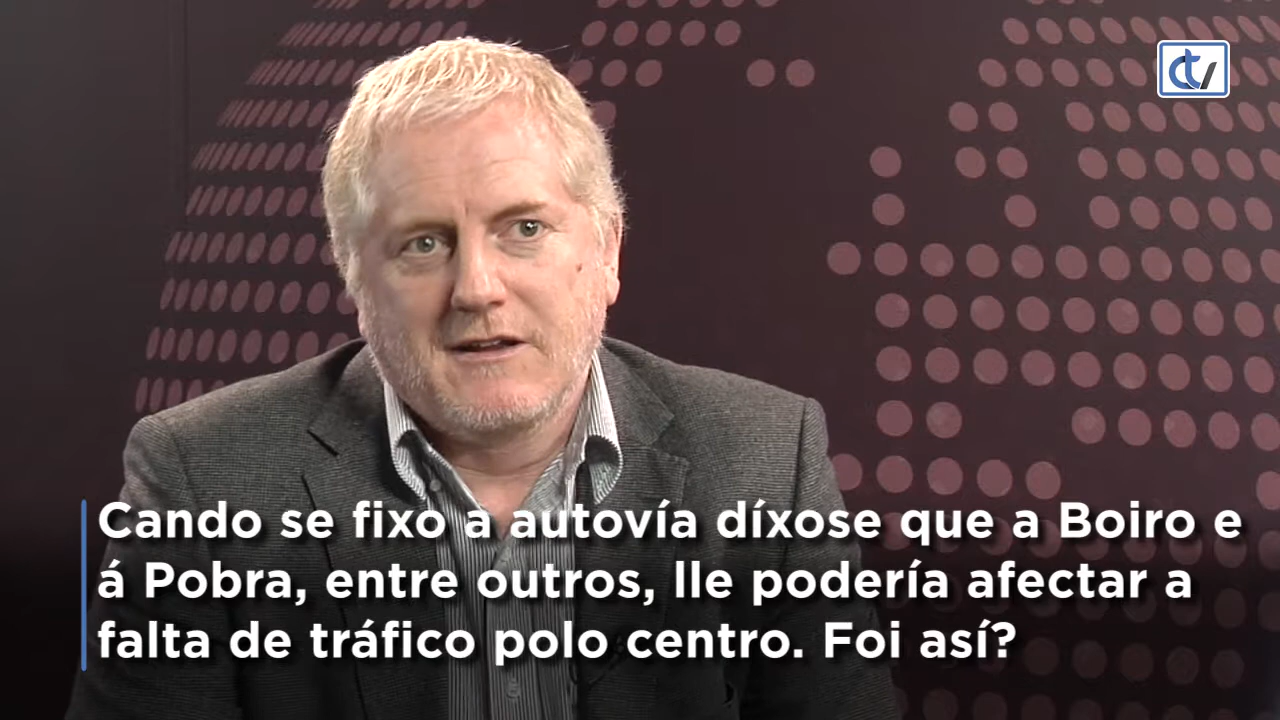 ctv
Cando se fixo a autovía díxose que a Boiro e
á Pobra, entre outros, lle podería afectar a
falta de tráfico polo centro. Foi así?